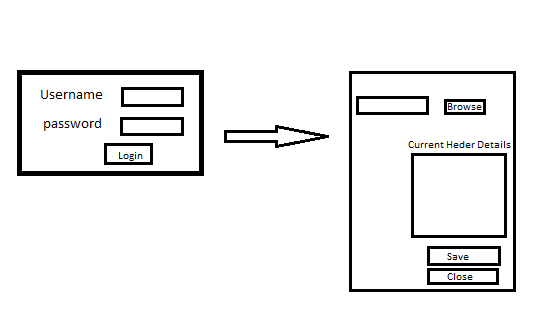 Username
password
Login
Browse
Current Heder Details
Save
Close